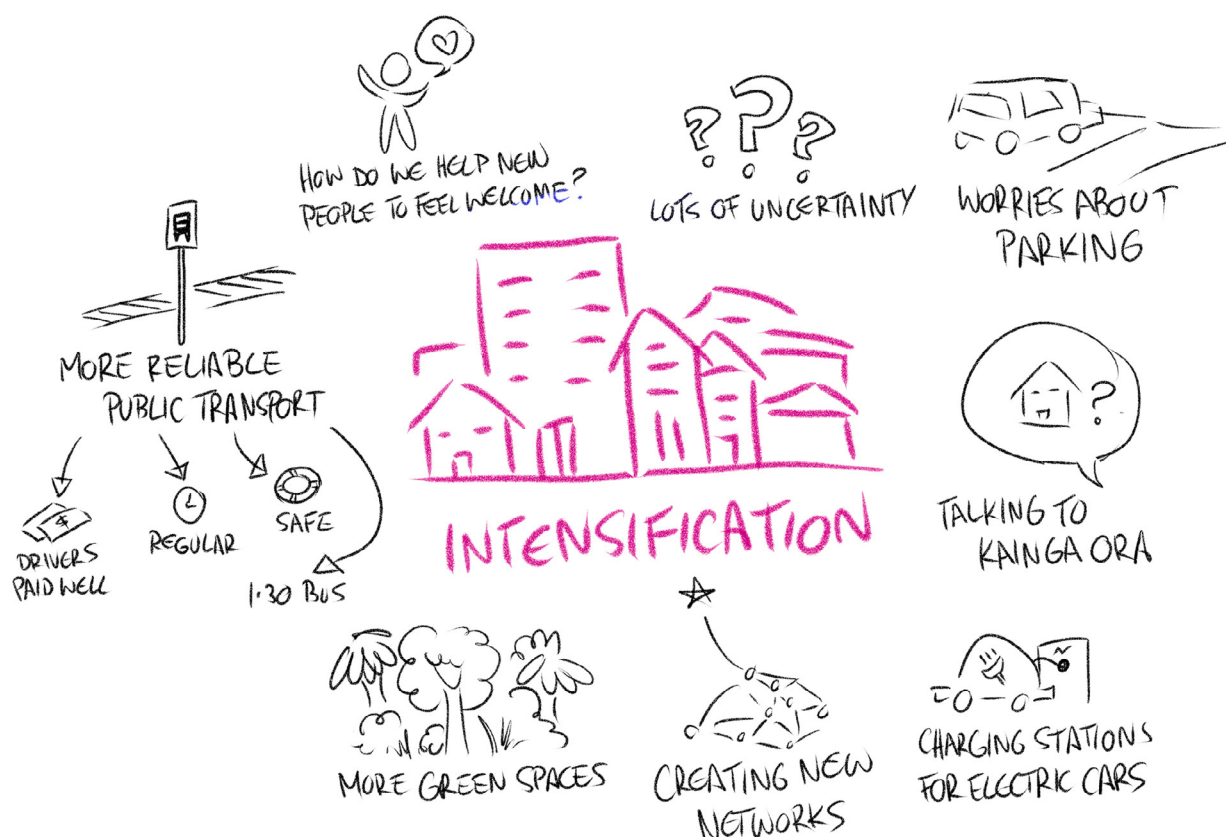 HOW DO WE HELP NEW
PEOPLE TO FEEL WELCOME?
LOTS OF UNCERTAINTY
WORRIES ABOUT
PARKING
MORE RELIABLE
PUBLIC TRANSPORT
DRIVERS
PAID WELL
REGULAR
SAFE
1.30 BUS
INTENSIFICATION
?
TALKING TO
KAINGA ORA
MORE GREEN SPACES
CREATING NEW
NETWORKS
CHARGING STATIONS
FOR ELECTRIC CARS